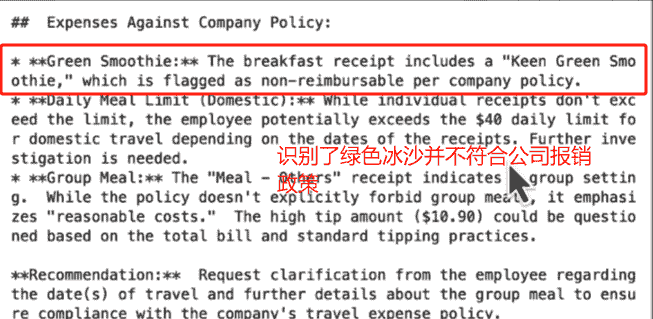 ##  Expenses Against Company Policy:
* **Green Smoothie:** The breakfast receipt includes a "Keen Green Smo
othie," which is flagged as non-reimbursable per company policy.
* **Daily Meal Limit (Domestic):** While individual receipts don't exc
eed the limit, the employee potentially exceeds the $40 daily limit fo
r domestic travel depending on the dates of the receipts. Further inve
stigation is needed.
识别了绿色冰沙并不符合公司报销
政策
* **Group Meal:** The "Meal – Others" receipt indicates group settin
g.  While the policy doesn't explicitly forbid group meals, it emphasi
zes "reasonable costs."  The high tip amount ($10.90) could be questio
ned based on the total bill and standard tipping practices.
**Recommendation:**  Request clarification from the employee regarding
the date(s) of travel and further details about the group meal to ensu
re compliance with the company's travel expense policy.